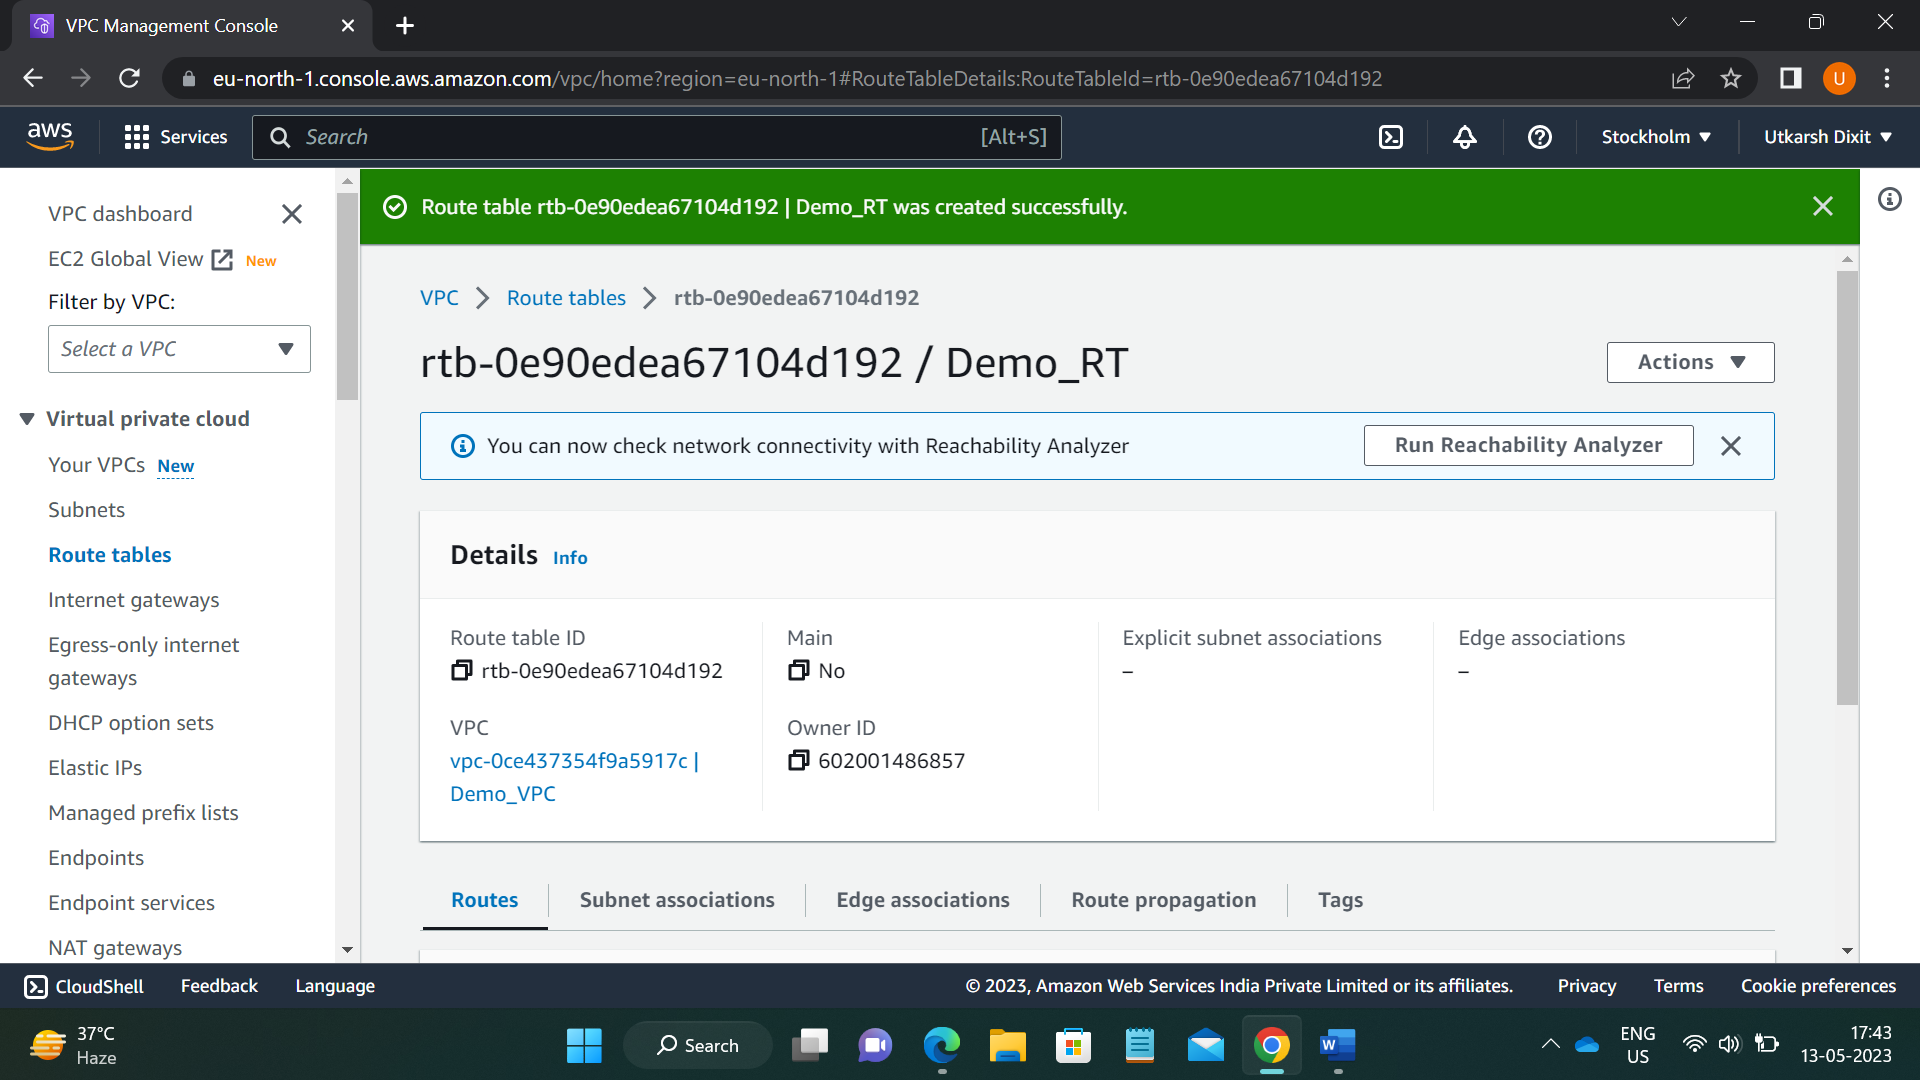 VPC Management Console
eu-north-1.console.aws.amazon.com/vpc/home?region=eu-north-1#RouteTableDetails:RouteTableId=rtb-0e90edea67104d192
U
aws
Services
Search
[Alt+S]
Stockholm
Utkarsh Dixit
VPC dashboard
EC2 Global View New
Filter by VPC:
Select a VPC
Virtual private cloud
Your VPCs New
Subnets
Route tables
Internet gateways
Egress-only internet
gateways
DHCP option sets
Elastic IPs
Managed prefix lists
Endpoints
Endpoint services
NAT gateways
Route table rtb-0e90edea67104d192 | Demo_RT was created successfully.
VPC
Route tables
rtb-0e90edea67104d192
rtb-0e90edea67104d192 / Demo_RT
Actions
You can now check network connectivity with Reachability Analyzer
Run Reachability Analyzer
Details Info
Route table ID
rtb-0e90edea67104d192
Main
No
Explicit subnet associations
–
Edge associations
–
VPC
vpc-0ce437354f9a5917c |
Demo_VPC
Owner ID
602001486857
Routes
Subnet associations
Edge associations
Route propagation
Tags
CloudShell
Feedback
Language
© 2023, Amazon Web Services India Private Limited or its affiliates.
Privacy
Terms
Cookie preferences
37°C
Haze
Search
W
ENG
US
17:43
13-05-2023